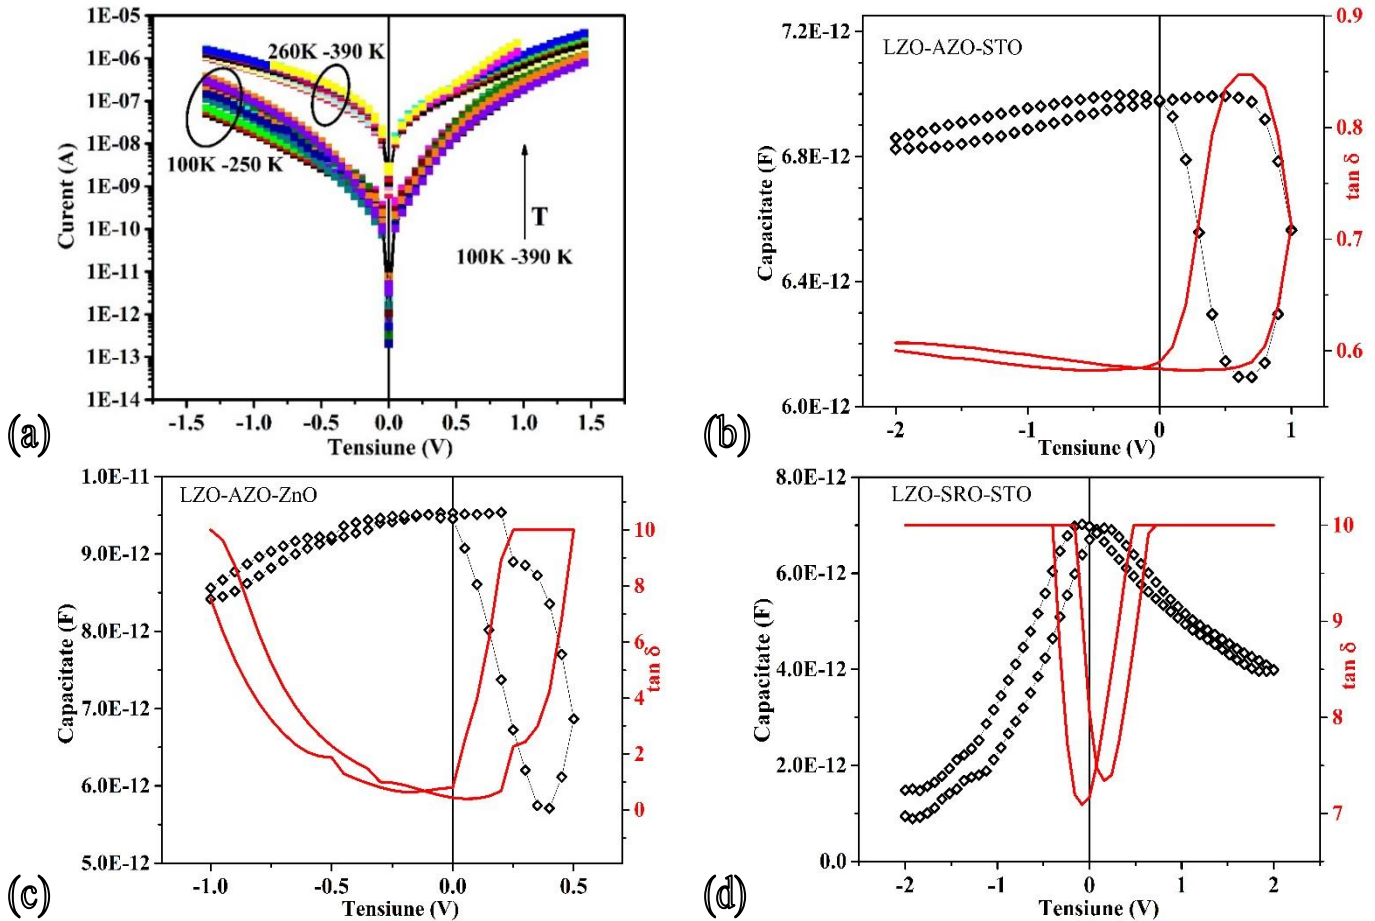 1E-05
1E-06
1E-07
1E-08
1E-09
1E-10
1E-11
1E-12
1E-13
1E-14
Curent (A)
260K -390 K
100K -250 K
T
100K -390 K
-1.5 -1.0 -0.5 0.0 0.5 1.0 1.5
Tensiune (V)
(a)
7.2E-12
6.8E-12
6.4E-12
6.0E-12
Capacitate (F)
LZO-AZO-STO
0.9
0.8
0.7
0.6
tan δ
-2 -1 0 1
Tensiune (V)
(b)
1.0E-11
9.0E-12
8.0E-12
7.0E-12
6.0E-12
5.0E-12
Capacitate (F)
LZO-AZO-ZnO
10
8
6
4
2
0
tan δ
-1.0 -0.5 0.0 0.5
Tensiune (V)
(c)
8.0E-12
6.0E-12
4.0E-12
2.0E-12
0.0
Capacitate (F)
LZO-SRO-STO
10
9
8
7
tan δ
-2 -1 0 1 2
Tensiune (V)
(d)